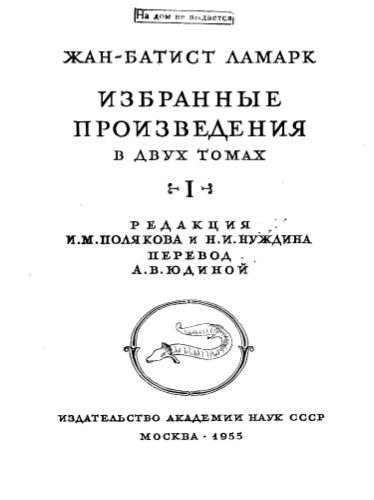 На дом не выдается
ЖАН-БАТИСТ ЛАМАРК
ИЗБРАННЫЕ
ПРОИЗВЕДЕНИЯ
В ДВУХ ТОМАХ
I
РЕДАКЦИЯ
И.М.ПОЛЯКОВА и Н.И.НУЖДИНА
ПЕРЕВОД
А.В.ЮДИНОЙ
ИЗДАТЕЛЬСТВО АКАДЕМИИ НАУК СССР
МОСКВА · 1955